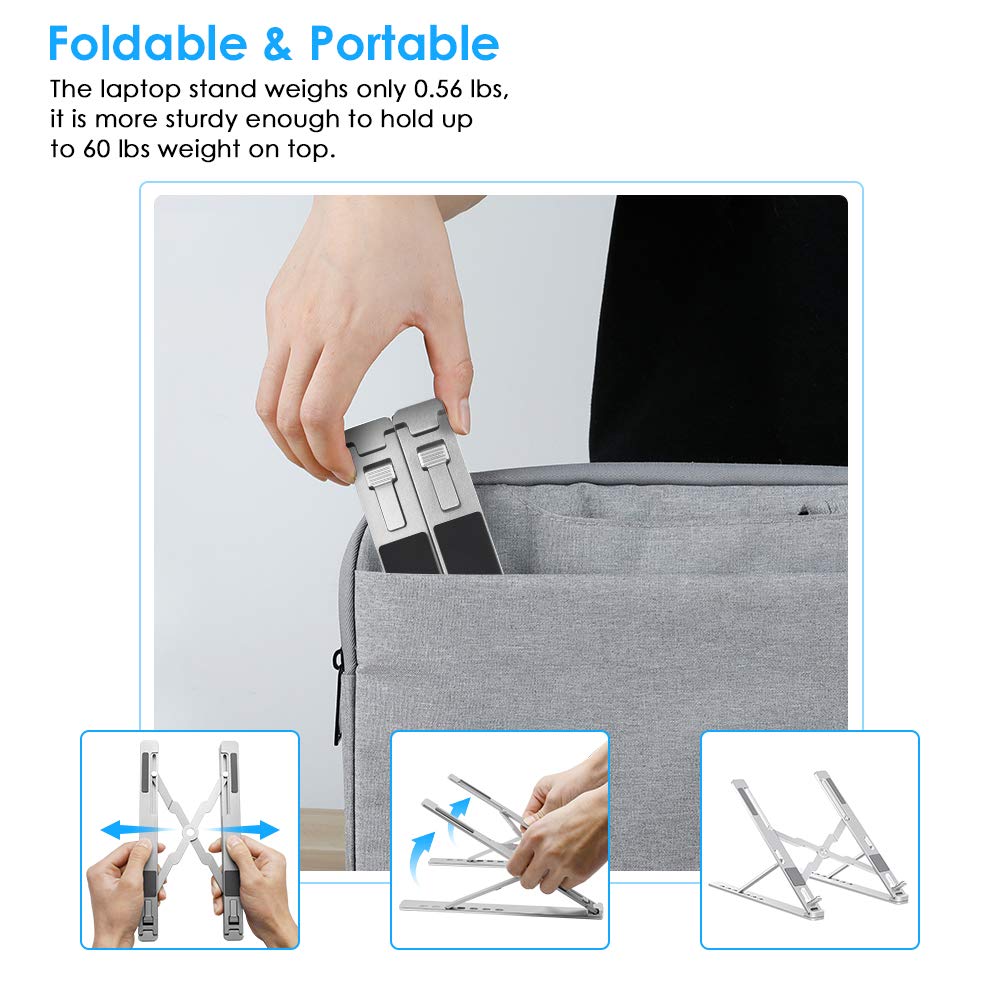 Foldable & Portable
The laptop stand weighs only 0.56 lbs,
it is more sturdy enough to hold up
to 60 lbs weight on top.